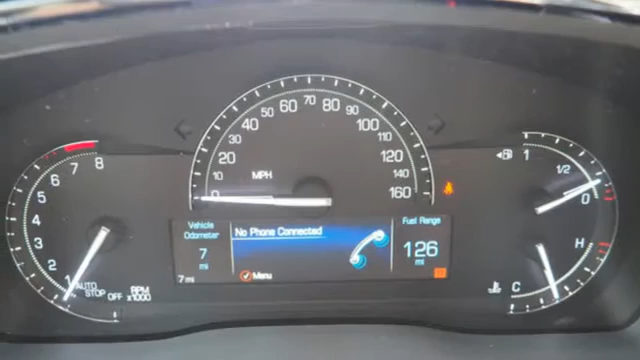 8
7
6
5
4
3
2
1
AUTO
STOP
OFF
RPM
x1000
0
10
20
30
40
50
60
70
80
90
100
110
120
140
160
MPH
Vehicle
Odometer
7
mi
7 mi
No Phone Connected
Menu
Fuel Range
126
mi
1
1/2
0
H
C